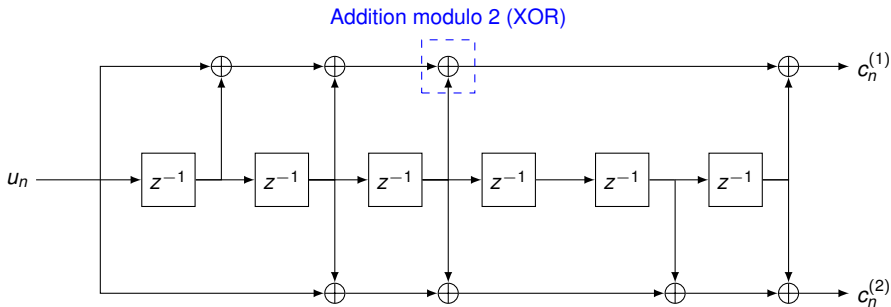 Addition modulo 2 (XOR)
c_n^{(1)}
u_n
z^{-1}
z^{-1}
z^{-1}
z^{-1}
z^{-1}
z^{-1}
c_n^{(2)}